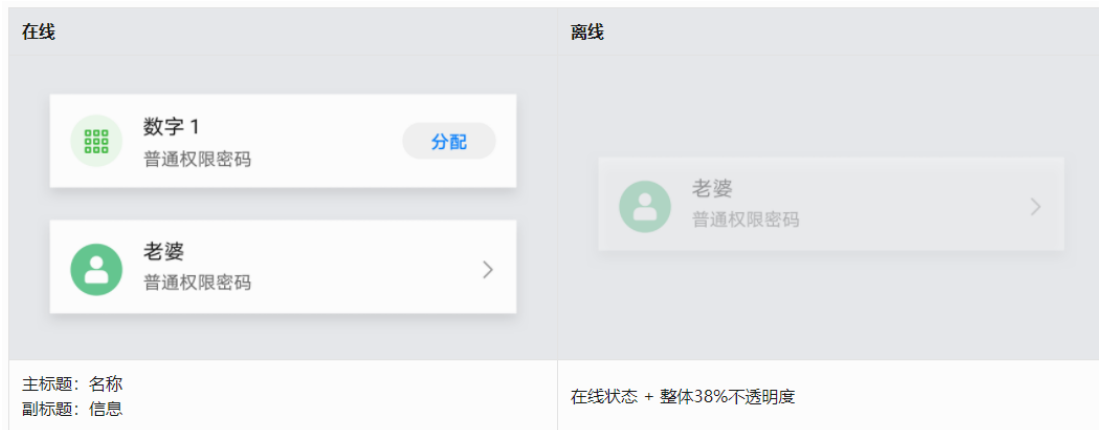 在线
离线
数字 1
普通权限密码
分配
老婆
普通权限密码
老婆
普通权限密码
主标题：名称
副标题：信息
在线状态 + 整体38%不透明度